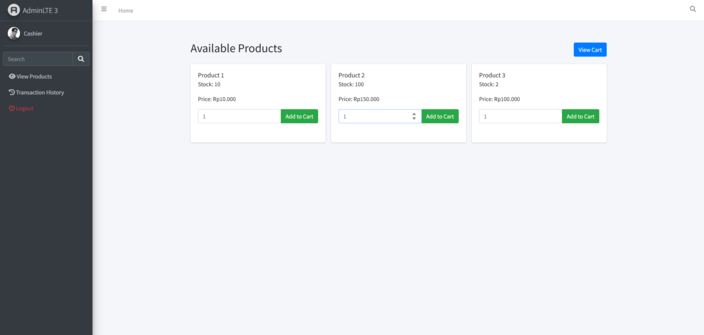 AdminLTE 3
Home
Cashier
Search
View Products
Transaction History
Logout
Available Products
View Cart
Product 1
Stock: 10
Price: Rp10.000
1
Add to Cart
Product 2
Stock: 100
Price: Rp150.000
1
Add to Cart
Product 3
Stock: 2
Price: Rp100.000
1
Add to Cart